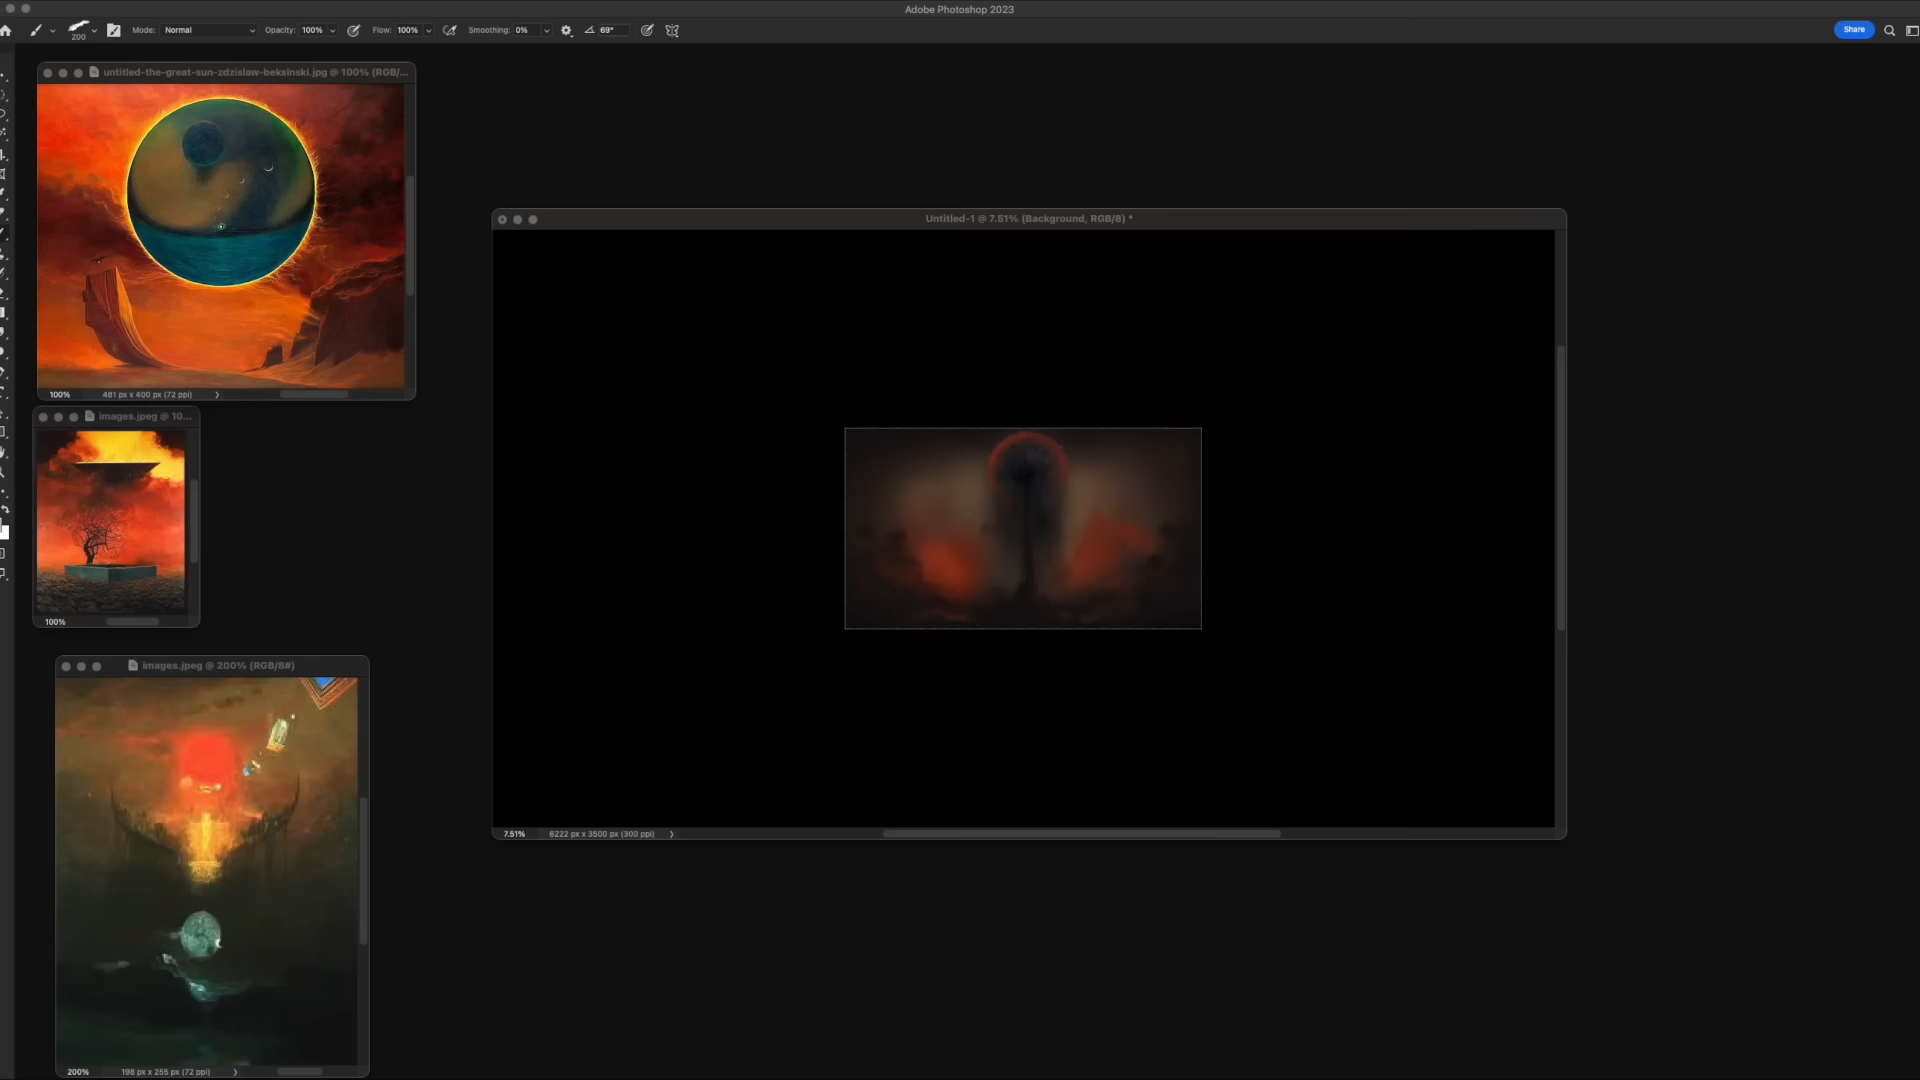 Adobe Photoshop 2023
200
Mode: Normal
Opacity: 100%
Flow: 100%
Smoothing: 0%
69°
Share
untitled-the-great-sun-zdzislaw-beksinski.jpg @ 100% (RGB/...
100%
481 px x 400 px (72 ppi)
images.jpeg @ 10...
100%
images.jpeg @ 200% (RGB/8#)
200%
198 px x 255 px (72 ppi)
Untitled-1 @ 7.51% (Background, RGB/8) *
7.51%
6222 px x 3500 px (300 ppi)